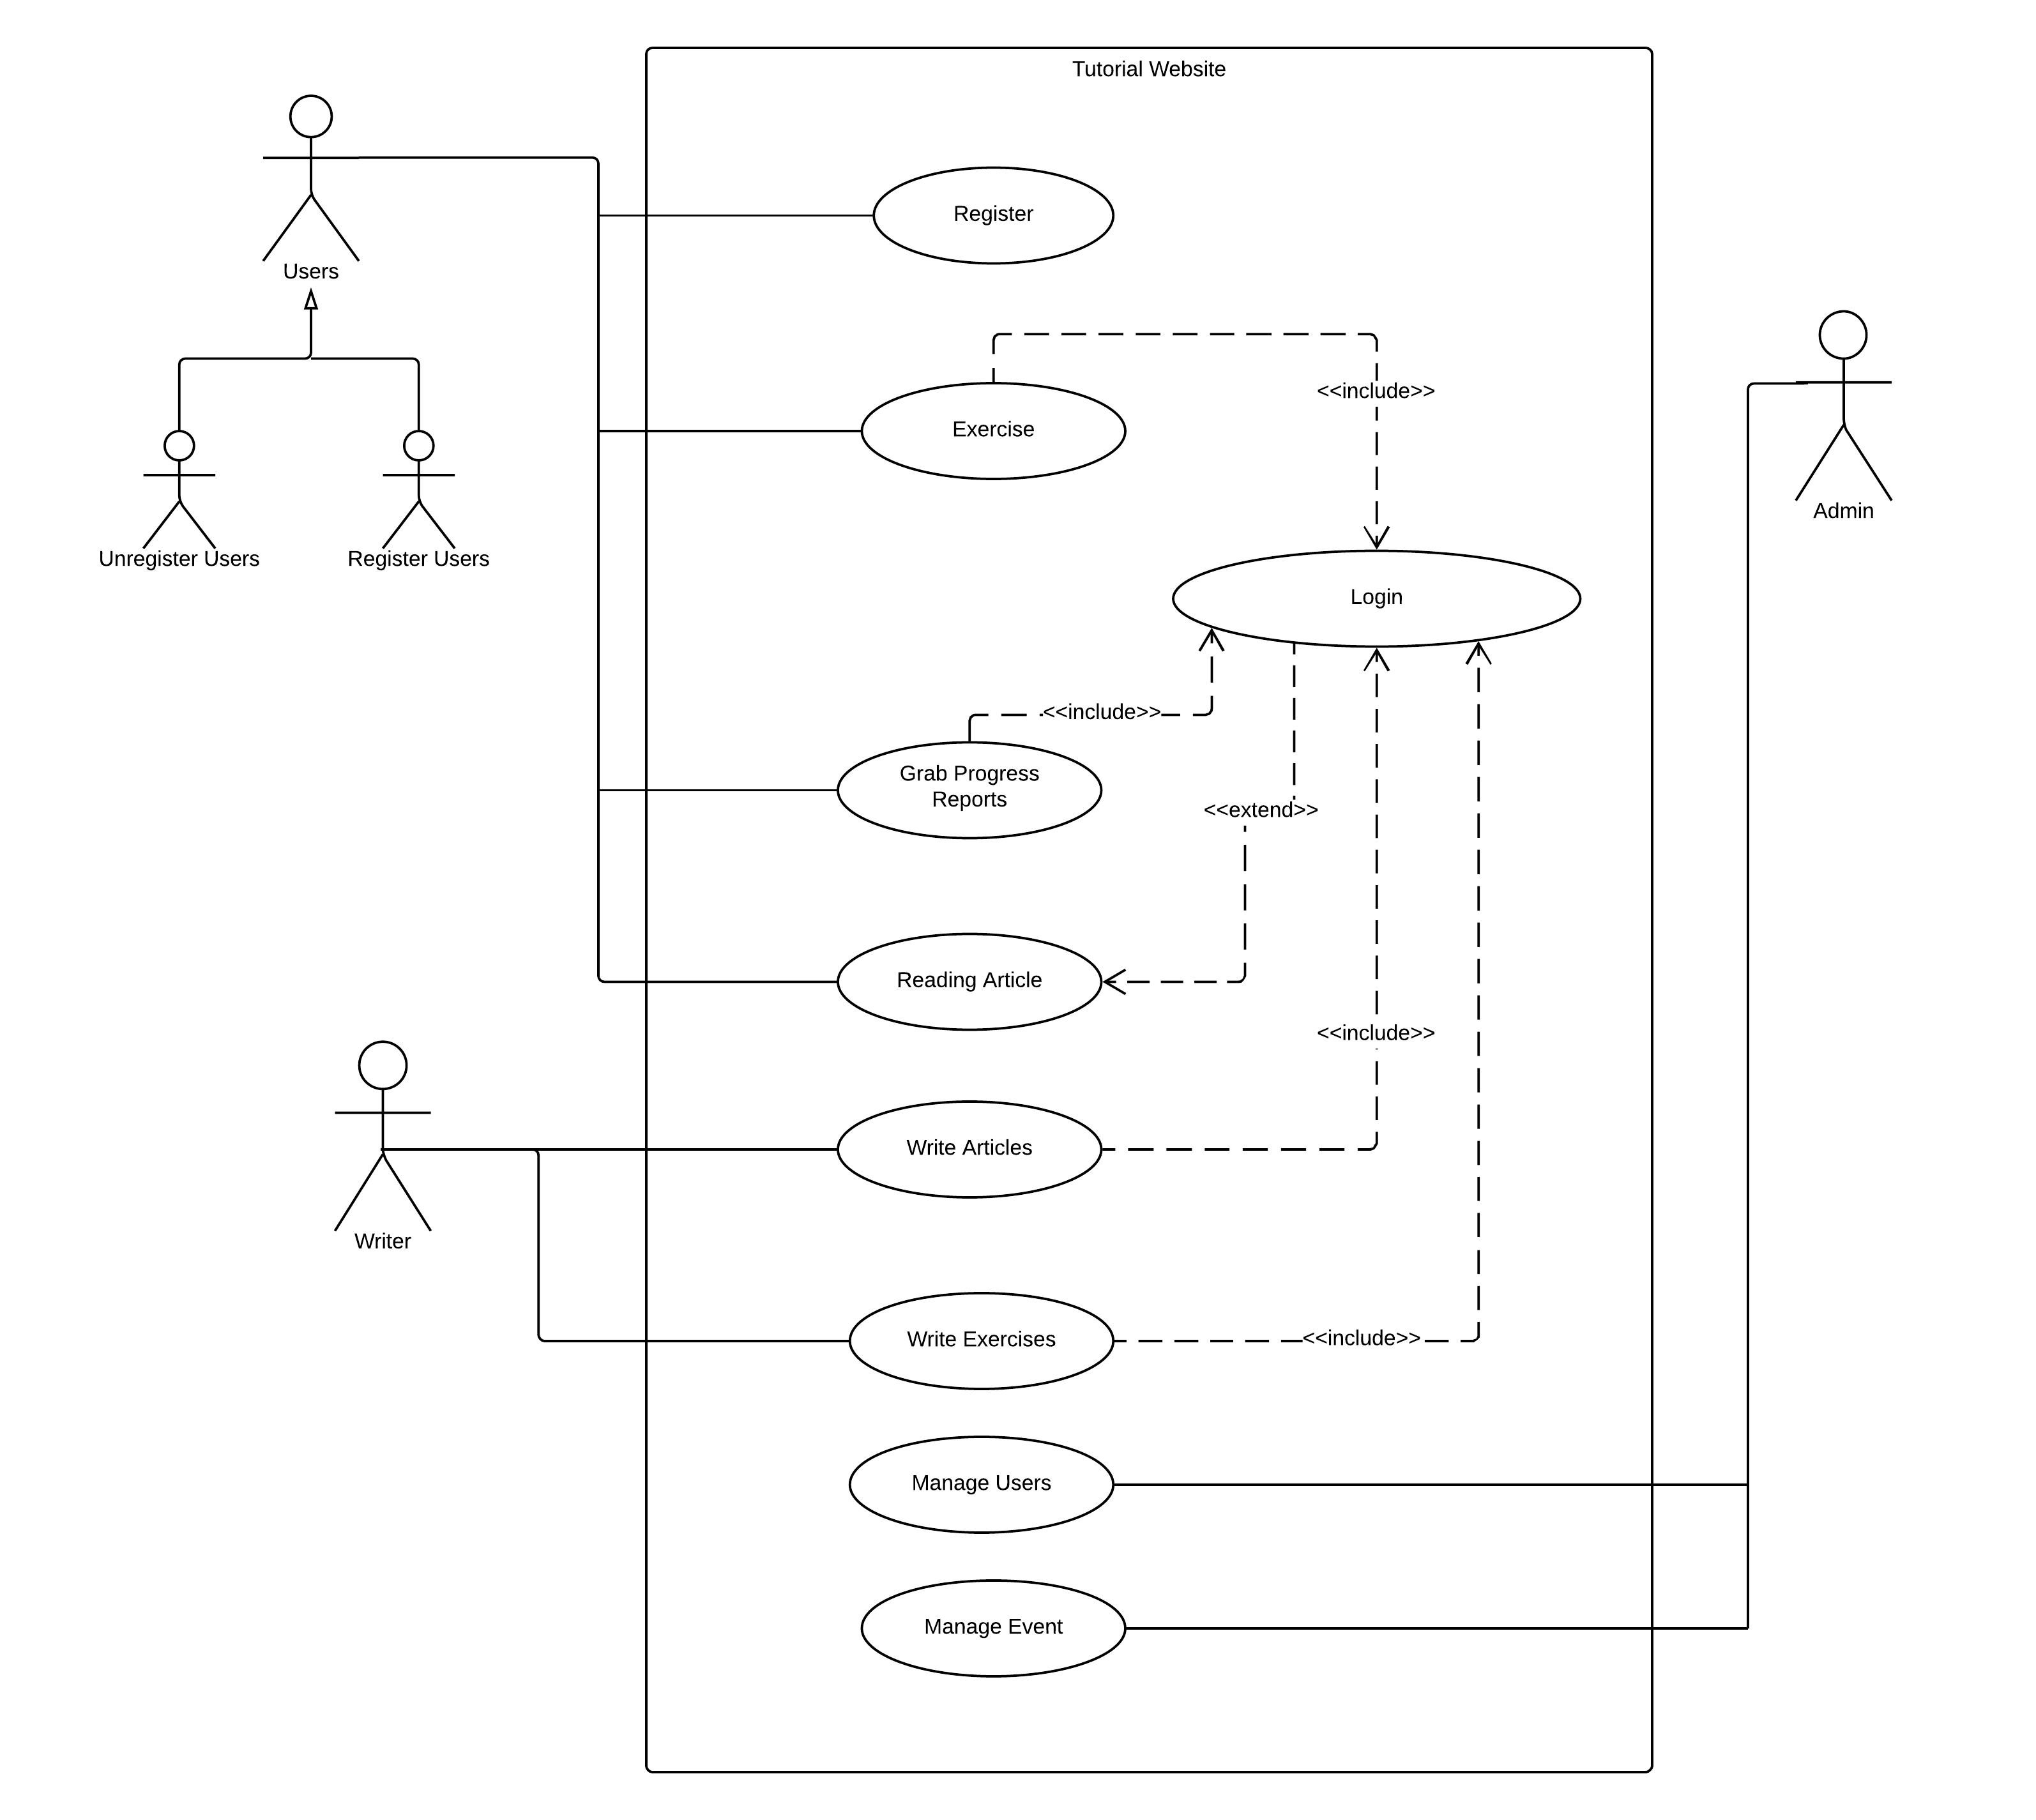 Tutorial Website
Users
Register
Exercise
<<include>>
Unregister Users
Register Users
Admin
Login
<<include>>
Grab Progress
Reports
<<extend>>
Reading Article
<<include>>
Write Articles
Writer
Write Exercises
<<include>>
Manage Users
Manage Event